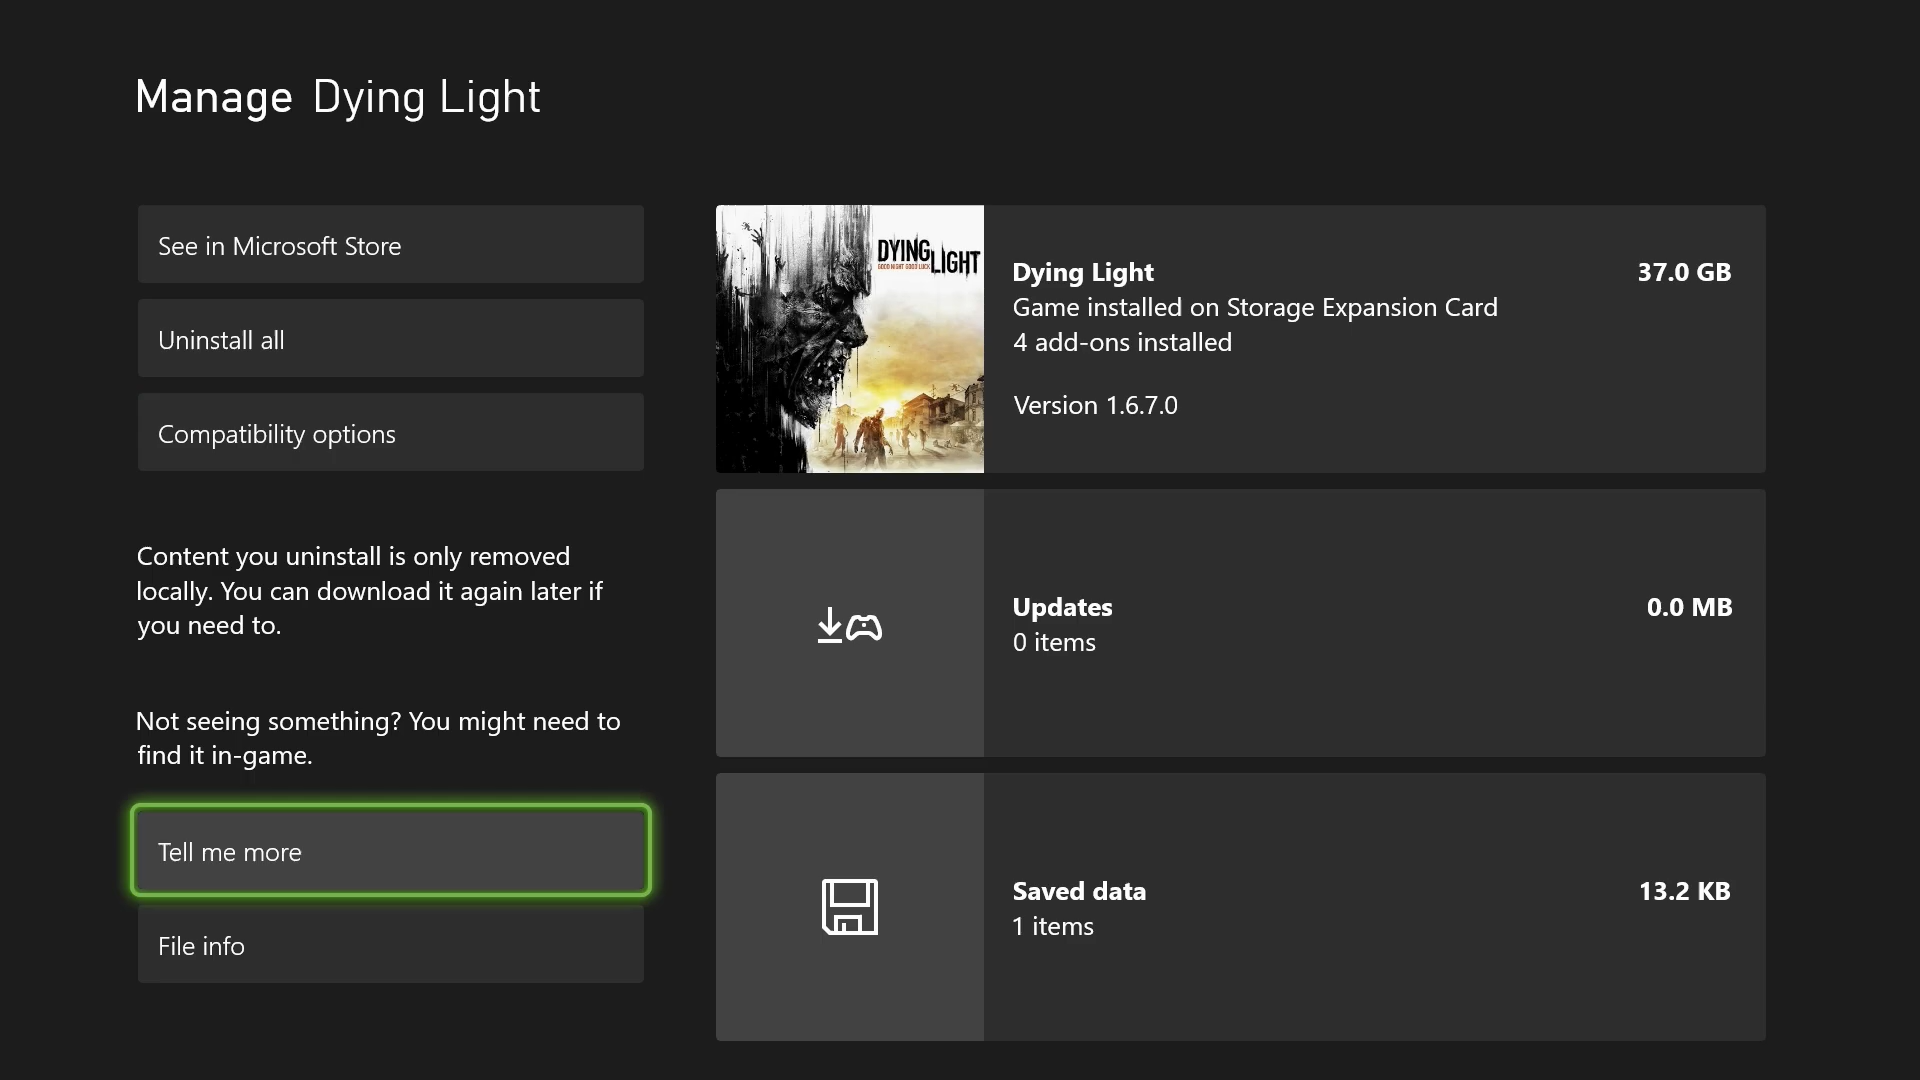 Manage Dying Light
See in Microsoft Store
Uninstall all
Compatibility options
Content you uninstall is only removed
locally. You can download it again later if
you need to.
Not seeing something? You might need to
find it in-game.
Tell me more
File info
DYING LIGHT
GOOD NIGHT GOOD LUCK
Dying Light
37.0 GB
Game installed on Storage Expansion Card
4 add-ons installed
Version 1.6.7.0
Updates
0.0 MB
0 items
Saved data
13.2 KB
1 items